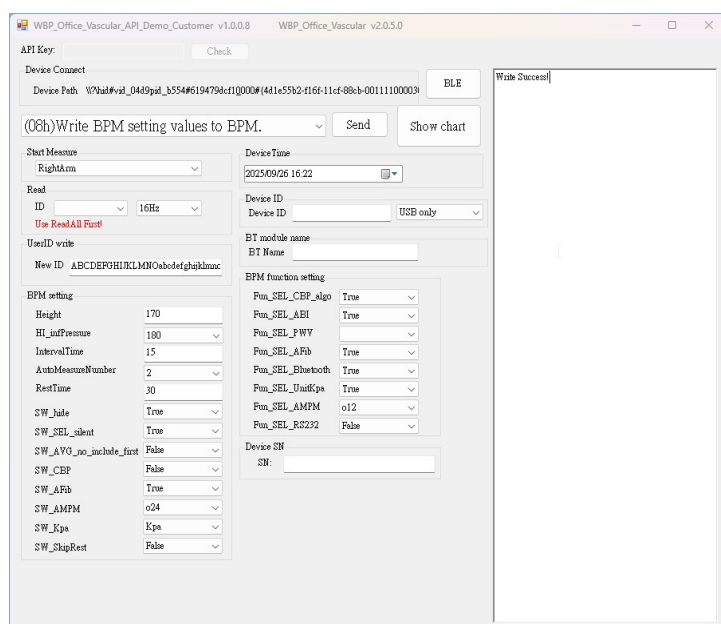 WBP_Office_Vascular_API_Demo_Customer v1.0.0.8 WBP_Office_Vascular v2.0.5.0
API Key:
Check
Device Connect
Device Path
BLE
(08h)Write BPM setting values to BPM.
Send
Show chart
Write Success!
Start Measure
RightArm
Read
ID
16Hz
Use ReadAll First!
UserID write
New ID ABCDEFGHIJKLMNOabcdefghijklmnc
BPM setting
Height 170
HI_infPressure 180
IntervalTime 15
AutoMeasureNumber 2
RestTime 30
SW_hide True
SW_SEL_silent True
SW_AVG_no_include_first False
SW_CBP False
SW_AFib True
SW_AMPM o24
SW_Kpa Kpa
SW_SkipRest False
DeviceTime
2025/09/26 16:22
Device ID
Device ID
USB only
BT module name
BT Name
BPM function setting
Fun_SEL_CBP_algo True
Fun_SEL_ABI True
Fun_SEL_PWV
Fun_SEL_AFib True
Fun_SEL_Bluetooth True
Fun_SEL_UnitKpa True
Fun_SEL_AMPM o12
Fun_SEL_RS232 False
Device SN
SN: